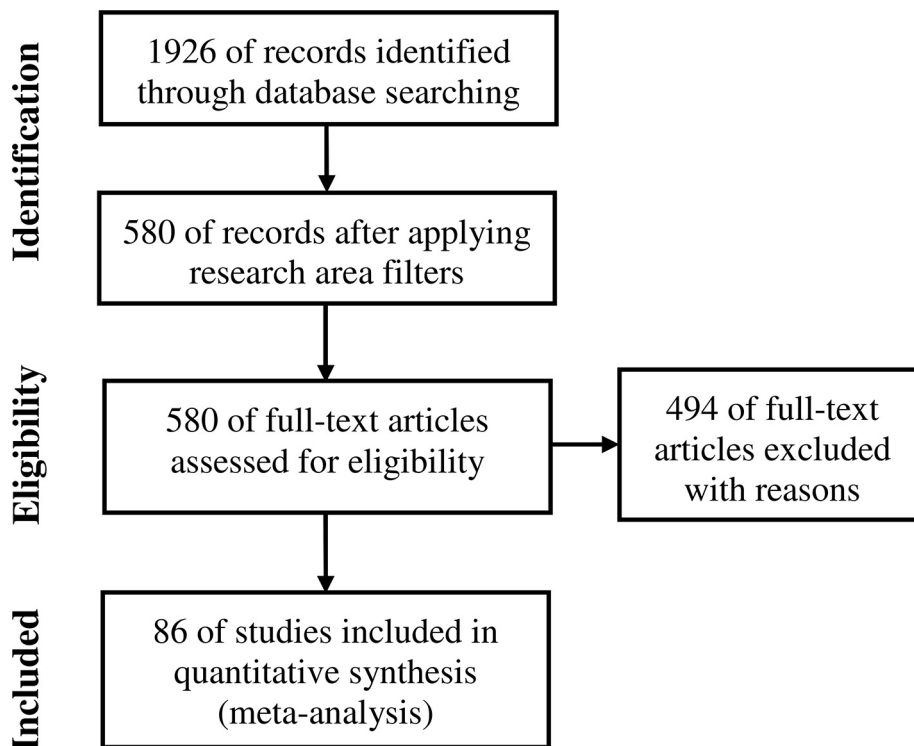 Identification
1926 of records identified
through database searching
580 of records after applying
research area filters
Eligibility
580 of full-text articles
assessed for eligibility
494 of full-text
articles excluded
with reasons
Included
86 of studies included in
quantitative synthesis
(meta-analysis)